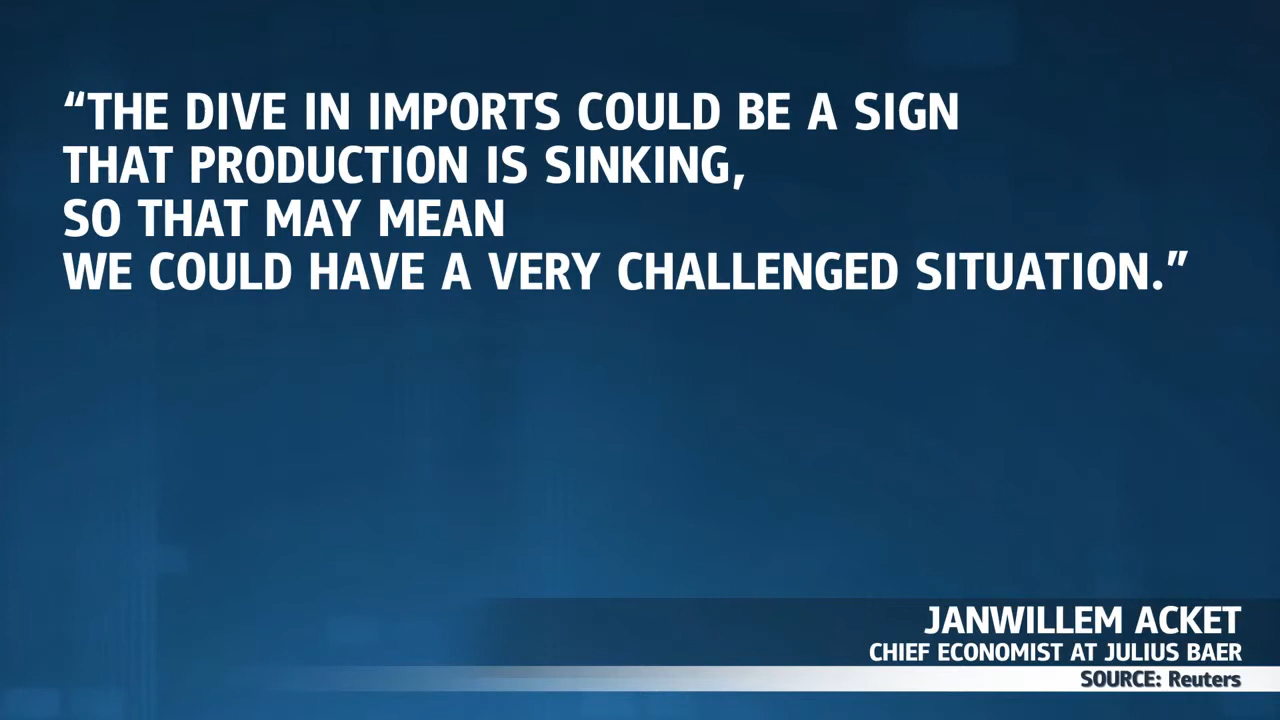 “THE DIVE IN IMPORTS COULD BE A SIGN
THAT PRODUCTION IS SINKING,
SO THAT MAY MEAN
WE COULD HAVE A VERY CHALLENGED SITUATION.”
JANWILLEM ACKET
CHIEF ECONOMIST AT JULIUS BAER
SOURCE: Reuters